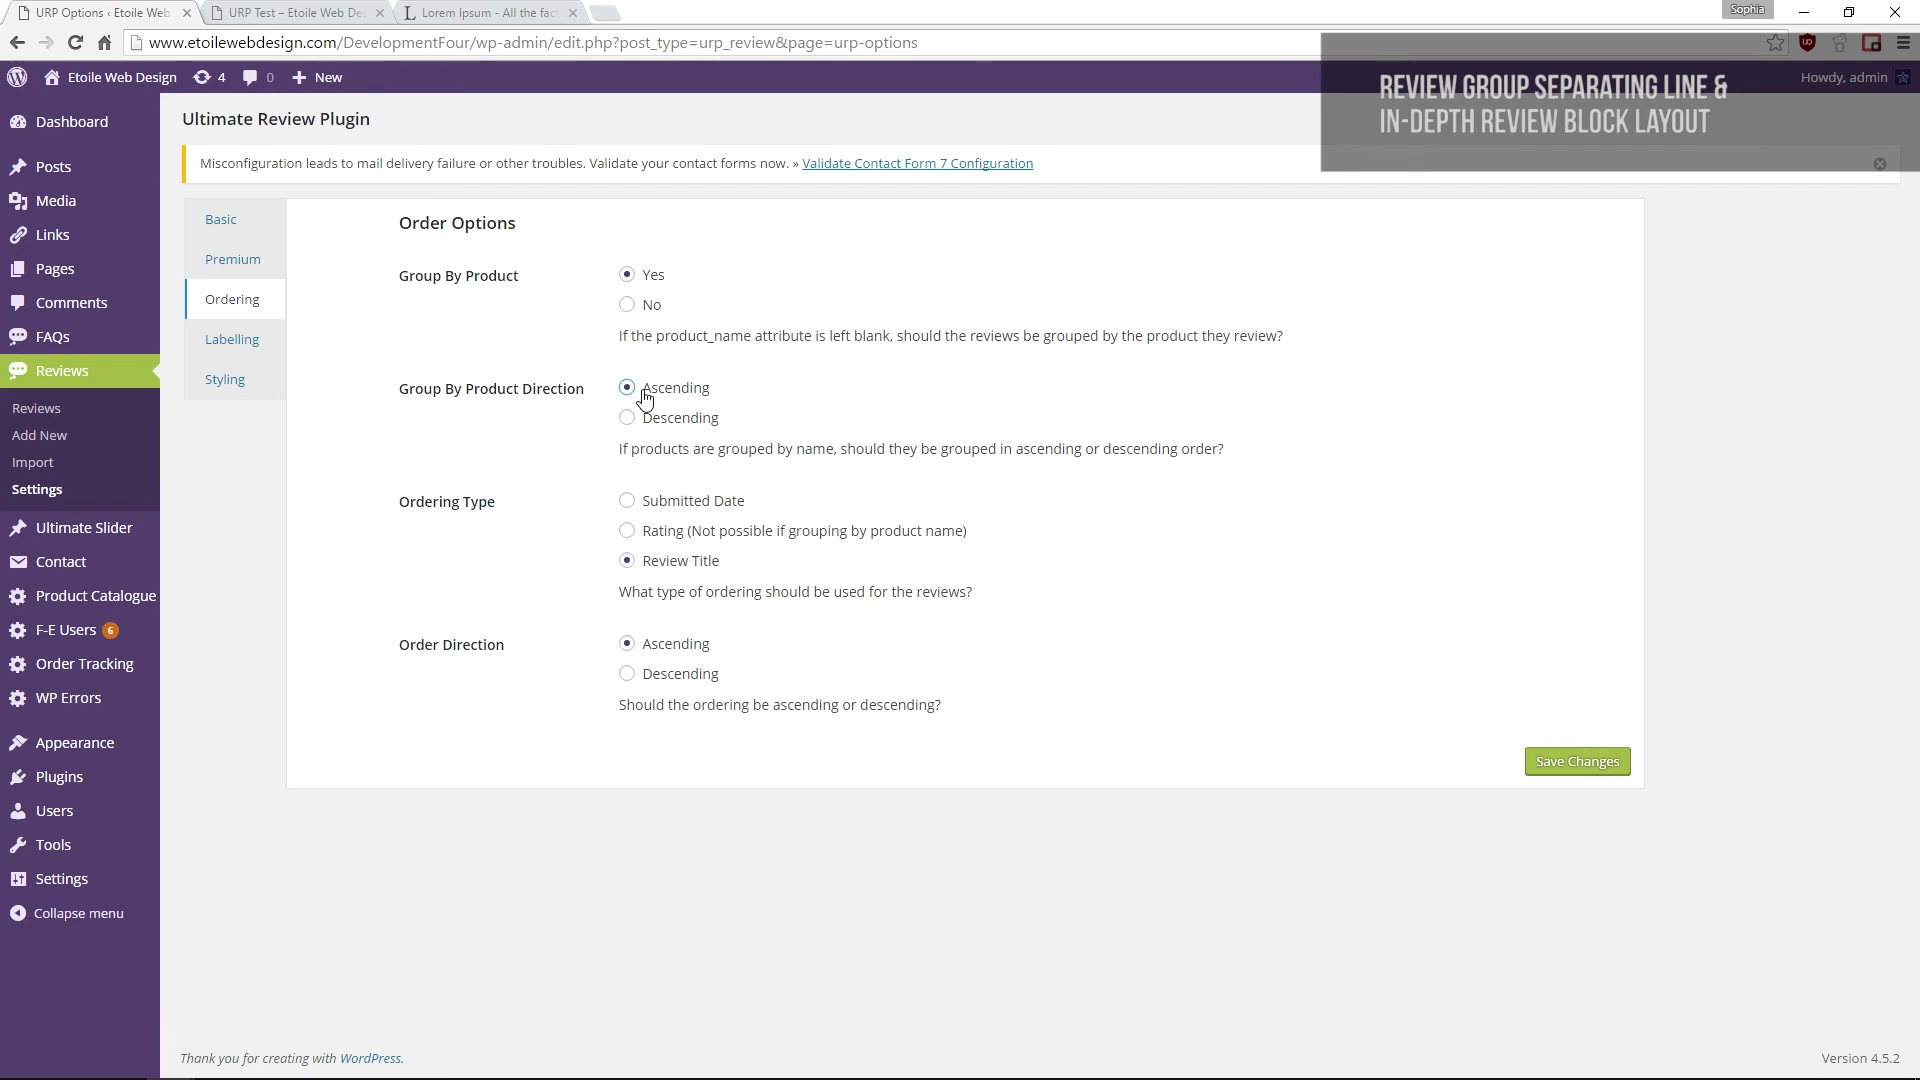 URP Options ‹ Etoile Web
URP Test – Etoile Web De
Lorem Ipsum - All the fac
Sophia
www.etoilewebdesign.com/DevelopmentFour/wp-admin/edit.php?post_type=urp_review&page=urp-options
Etoile Web Design
4
0
New
Howdy, admin
REVIEW GROUP SEPARATING LINE &
IN-DEPTH REVIEW BLOCK LAYOUT
Dashboard
Posts
Media
Links
Pages
Comments
FAQs
Reviews
Reviews
Add New
Import
Settings
Ultimate Slider
Contact
Product Catalogue
F-E Users 6
Order Tracking
WP Errors
Appearance
Plugins
Users
Tools
Settings
Collapse menu
Ultimate Review Plugin
Misconfiguration leads to mail delivery failure or other troubles. Validate your contact forms now. » Validate Contact Form 7 Configuration
Basic
Premium
Ordering
Labelling
Styling
Order Options
Group By Product
Yes
No
If the product_name attribute is left blank, should the reviews be grouped by the product they review?
Group By Product Direction
Ascending
Descending
If products are grouped by name, should they be grouped in ascending or descending order?
Ordering Type
Submitted Date
Rating (Not possible if grouping by product name)
Review Title
What type of ordering should be used for the reviews?
Order Direction
Ascending
Descending
Should the ordering be ascending or descending?
Save Changes
Thank you for creating with WordPress.
Version 4.5.2